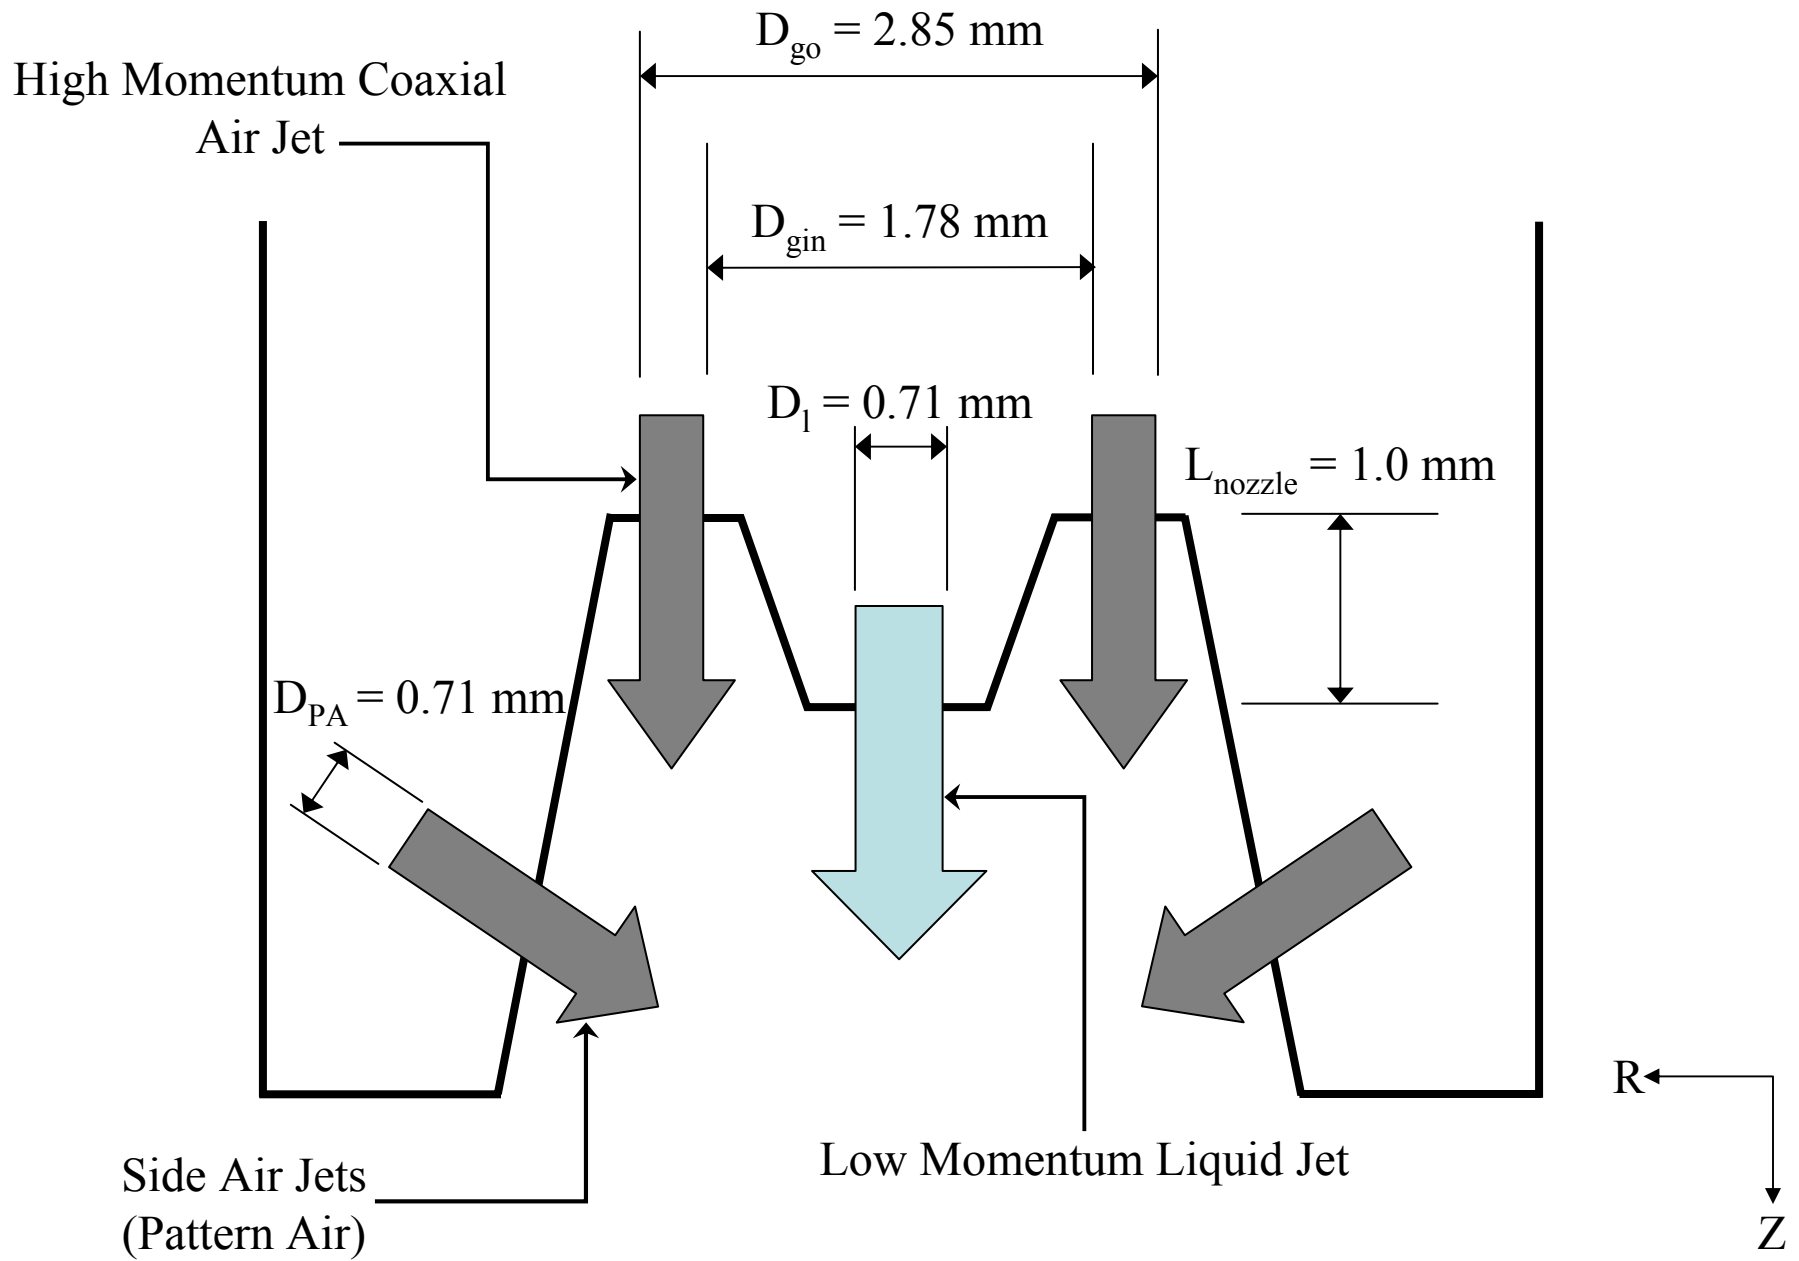 D_go = 2.85 mm
High Momentum Coaxial
Air Jet
D_gin = 1.78 mm
D_l = 0.71 mm
L_nozzle = 1.0 mm
D_PA = 0.71 mm
R
Low Momentum Liquid Jet
Side Air Jets
(Pattern Air)
Z